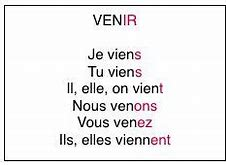 VENIR
Je viens
Tu viens
Il, elle, on vient
Nous venons
Vous venez
Ils, elles viennent